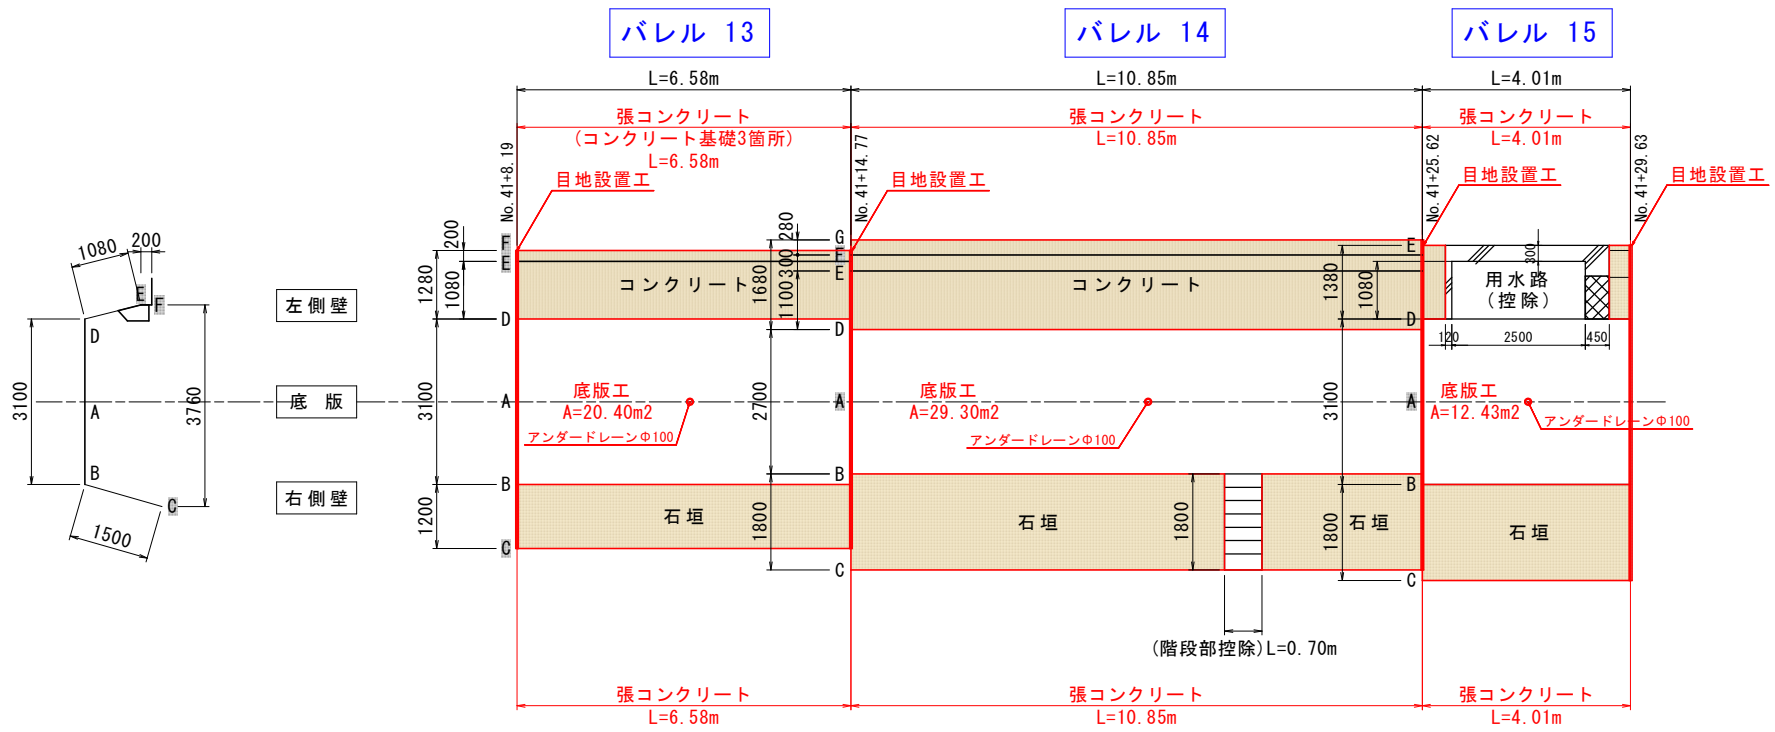 バレル 13
バレル 14
バレル 15
L=6.58m
L=10.85m
L=4.01m
張コンクリート
(コンクリート基礎3箇所)
L=6.58m
張コンクリート
L=10.85m
張コンクリート
L=4.01m
No.41+8.19
No.41+14.77
No.41+25.62
No.41+29.63
目地設置工
目地設置工
目地設置工
目地設置工
1080
200
E
F
D
A
B
C
3100
3760
1500
左側壁
底 版
右側壁
200
1280
1080
3100
1200
F
E
D
A
B
C
コンクリート
底版工
A=20.40m2
アンダードレーンΦ100
石垣
280
300
1680
1100
2700
1800
G
F
E
D
A
B
C
コンクリート
底版工
A=29.30m2
アンダードレーンΦ100
石垣
1800
石垣
(階段部控除)L=0.70m
1380
1080
3100
1800
E
D
A
B
C
300
用水路
(控除)
120
2500
450
底版工
A=12.43m2
アンダードレーンΦ100
石垣
張コンクリート
L=6.58m
張コンクリート
L=10.85m
張コンクリート
L=4.01m